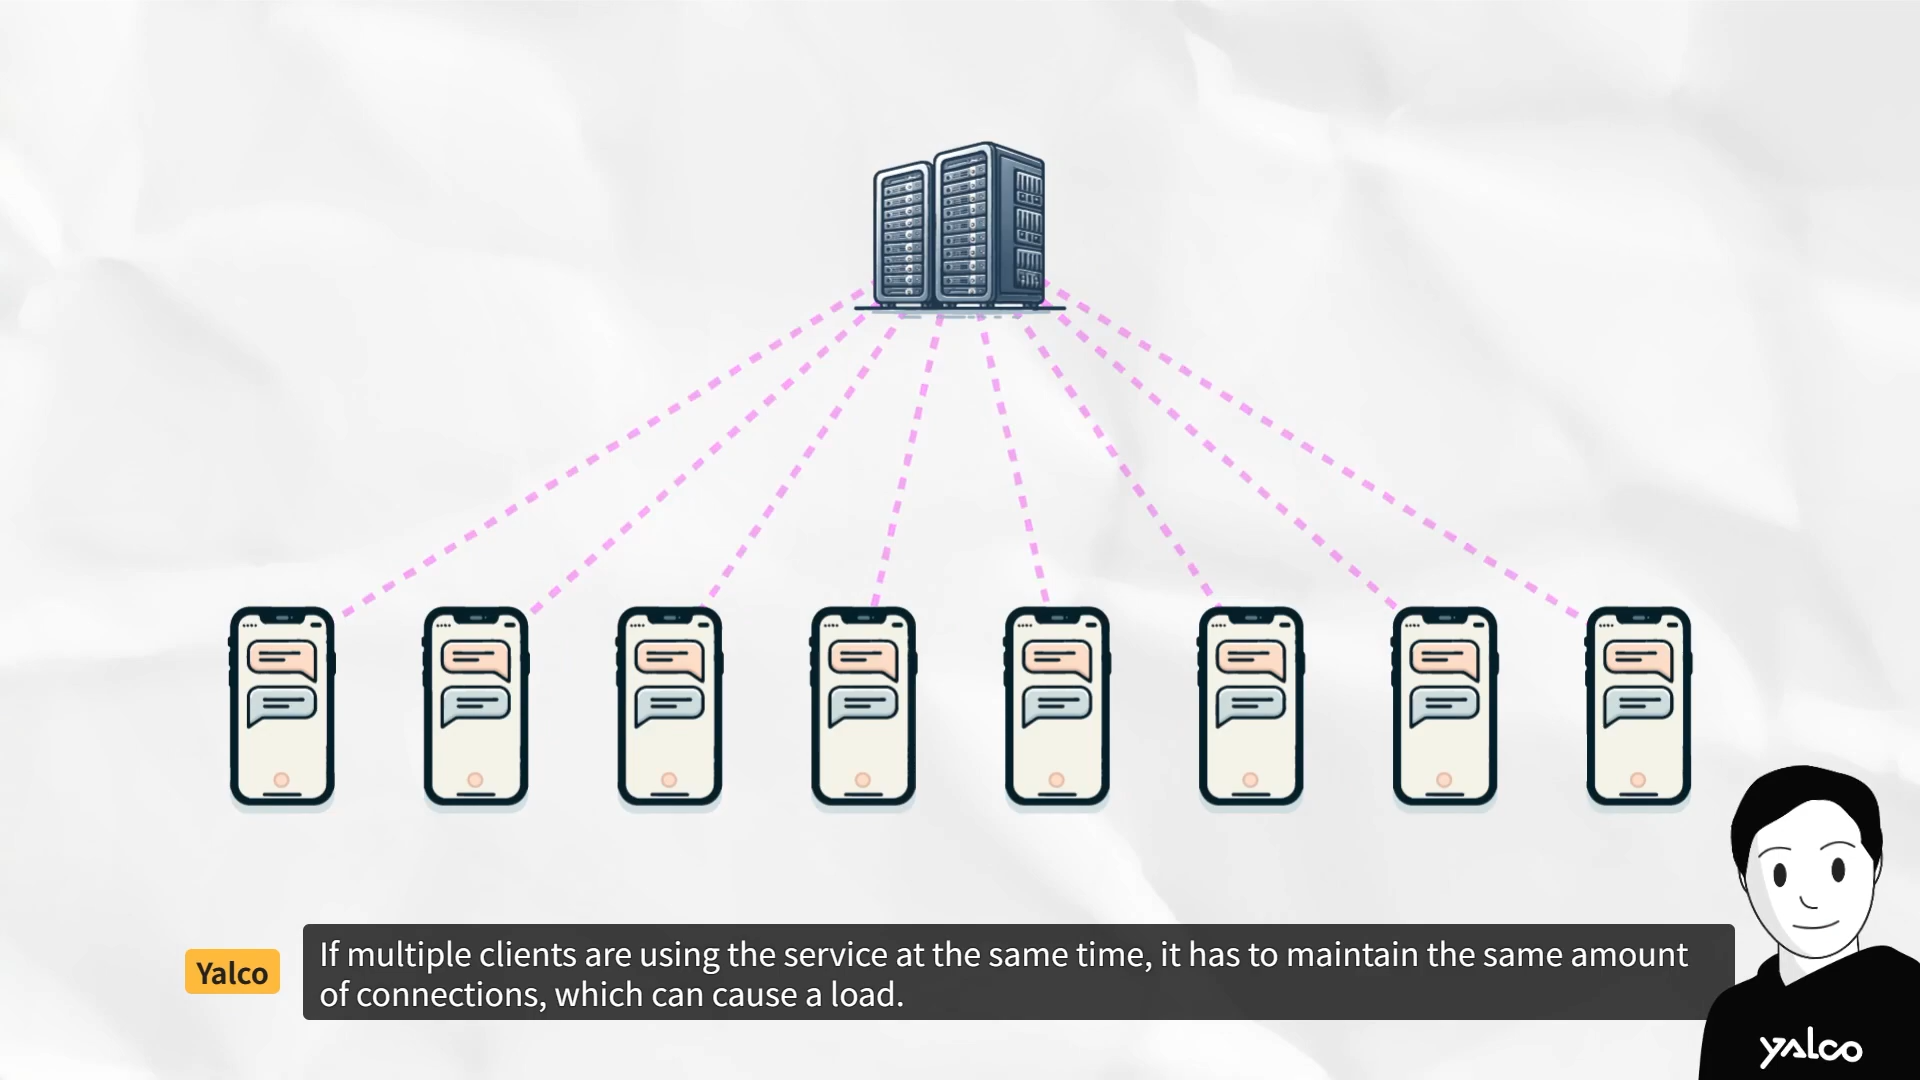 Yalco
If multiple clients are using the service at the same time, it has to maintain the same amount
of connections, which can cause a load.
yalco